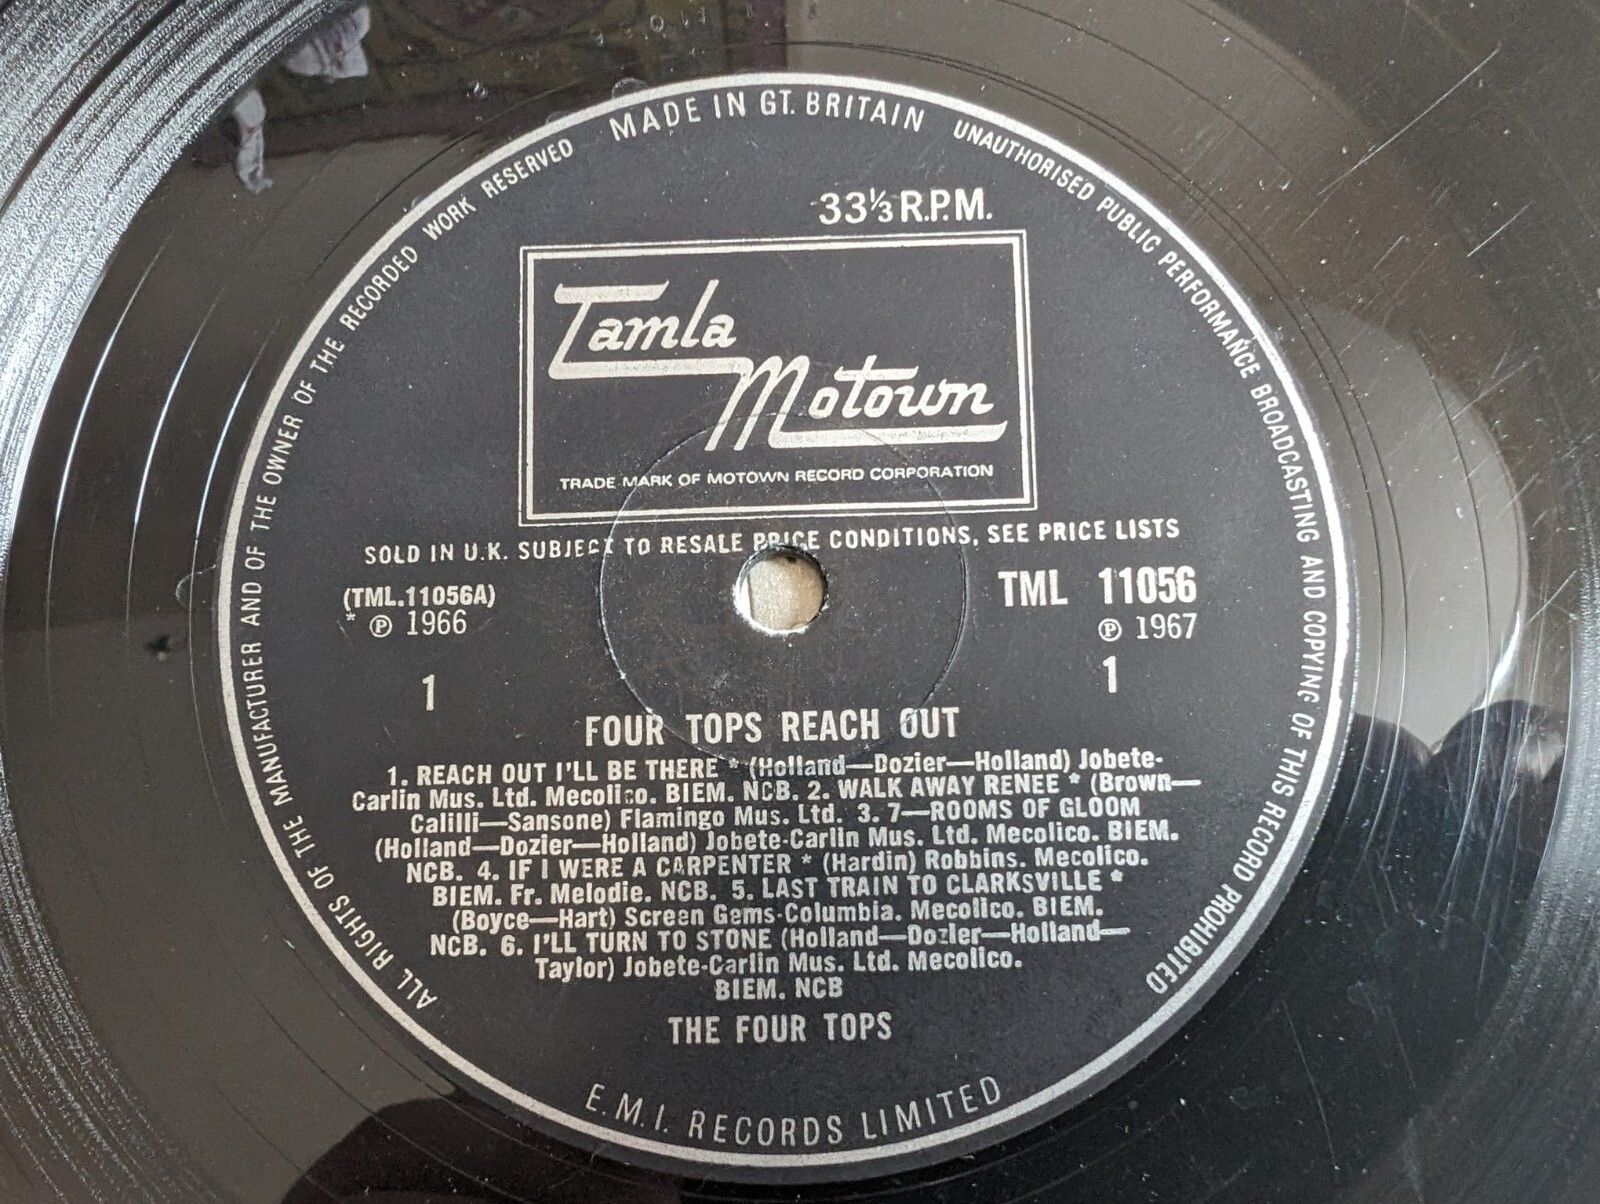 MADE IN GT. BRITAIN
UNAUTHORISED PUBLIC PERFORMANCE BROADCASTING AND COPYING OF THIS RECORD PROHIBITED
ALL RIGHTS OF THE MANUFACTURER AND OF THE OWNER OF THE RECORDED WORK RESERVED
33⅓ R.P.M.
Tamla
Motown
TRADE MARK OF MOTOWN RECORD CORPORATION
SOLD IN U.K. SUBJECT TO RESALE PRICE CONDITIONS, SEE PRICE LISTS
(TML.11056A)
* ℗ 1966
1
TML 11056
℗ 1967
1
FOUR TOPS REACH OUT
1. REACH OUT I'LL BE THERE * (Holland—Dozier—Holland) Jobete-
Carlin Mus. Ltd. Mecolico. BIEM. NCB. 2. WALK AWAY RENEE * (Brown—
Calilli—Sansone) Flamingo Mus. Ltd. 3. 7—ROOMS OF GLOOM
(Holland—Dozier—Holland) Jobete-Carlin Mus. Ltd. Mecolico. BIEM.
NCB. 4. IF I WERE A CARPENTER * (Hardin) Robbins. Mecolico.
BIEM. Fr. Melodie. NCB. 5. LAST TRAIN TO CLARKSVILLE *
(Boyce—Hart) Screen Gems-Columbia. Mecolico. BIEM.
NCB. 6. I'LL TURN TO STONE (Holland—Dozier—Holland—
Taylor) Jobete-Carlin Mus. Ltd. Mecolico.
BIEM. NCB
THE FOUR TOPS
E.M.I. RECORDS LIMITED